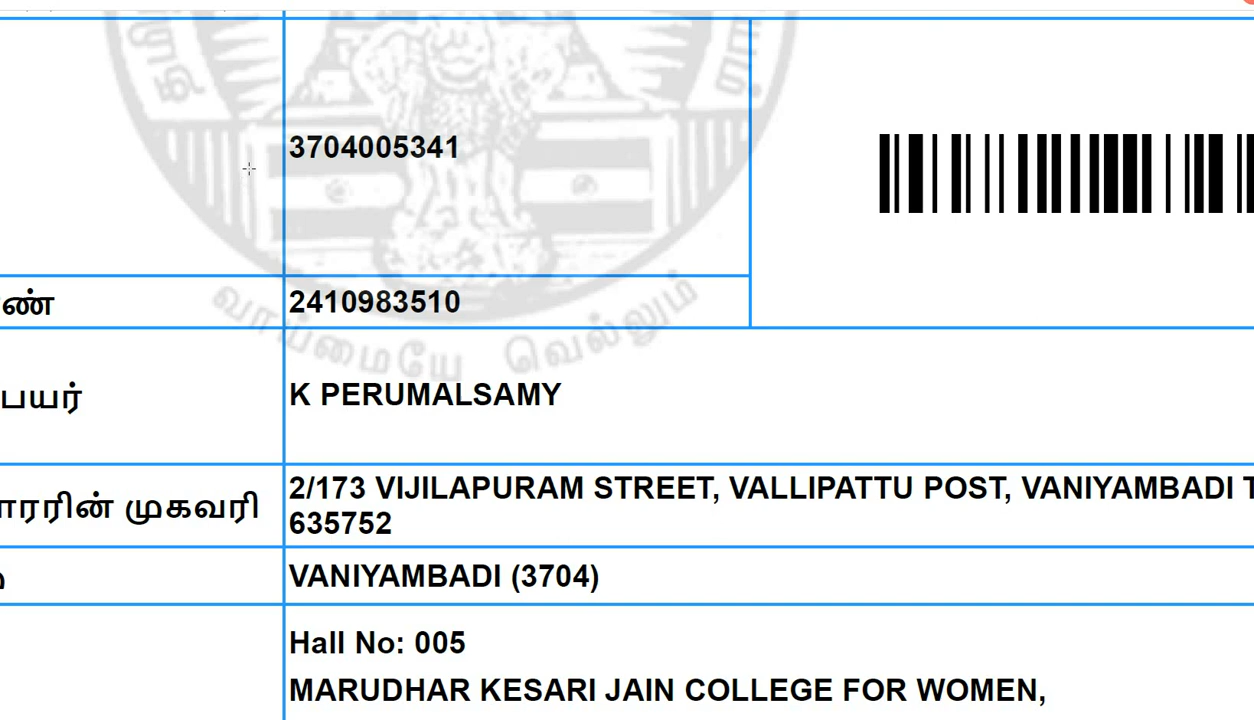 3704005341
ண் 2410983510
பெயர் K PERUMALSAMY
ாரரின் முகவரி 2/173 VIJILAPURAM STREET, VALLIPATTU POST, VANIYAMBADI T
635752
VANIYAMBADI (3704)
Hall No: 005
MARUDHAR KESARI JAIN COLLEGE FOR WOMEN,
வாய்மையே வெல்லும்